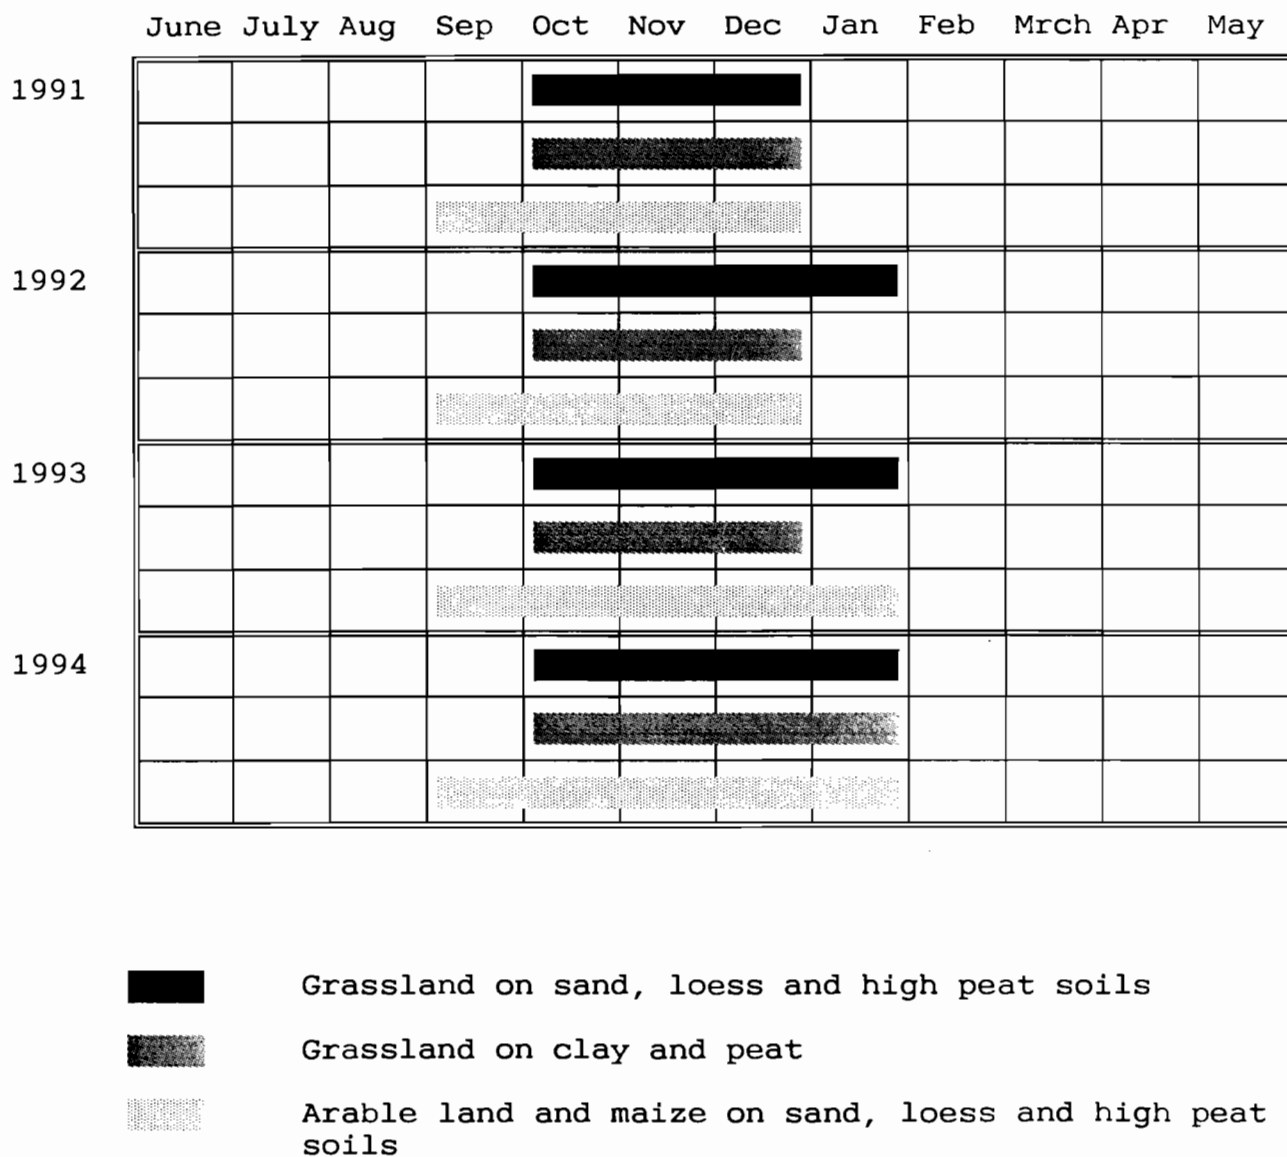 June July Aug Sep Oct Nov Dec Jan Feb Mrch Apr May
1991
1992
1993
1994
Grassland on sand, loess and high peat soils
Grassland on clay and peat
Arable land and maize on sand, loess and high peat
soils